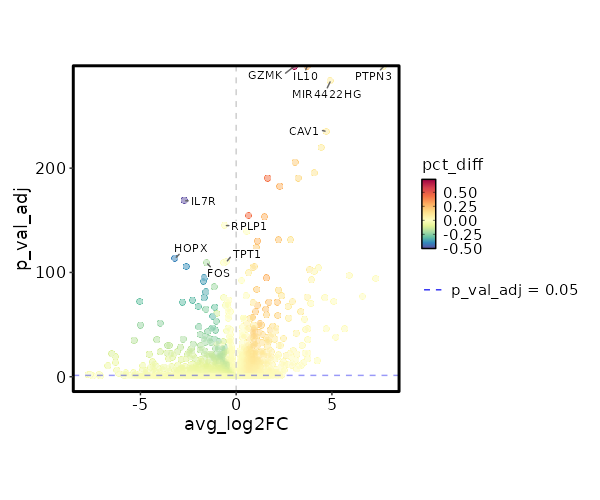 GZMK
IL10
PTPN3
MIR4422HG
CAV1
IL7R
RPLP1
HOPX
TPT1
FOS
200
100
0
-5
0
5
avg_log2FC
p_val_adj
pct_diff
0.50
0.25
0.00
-0.25
-0.50
p_val_adj = 0.05